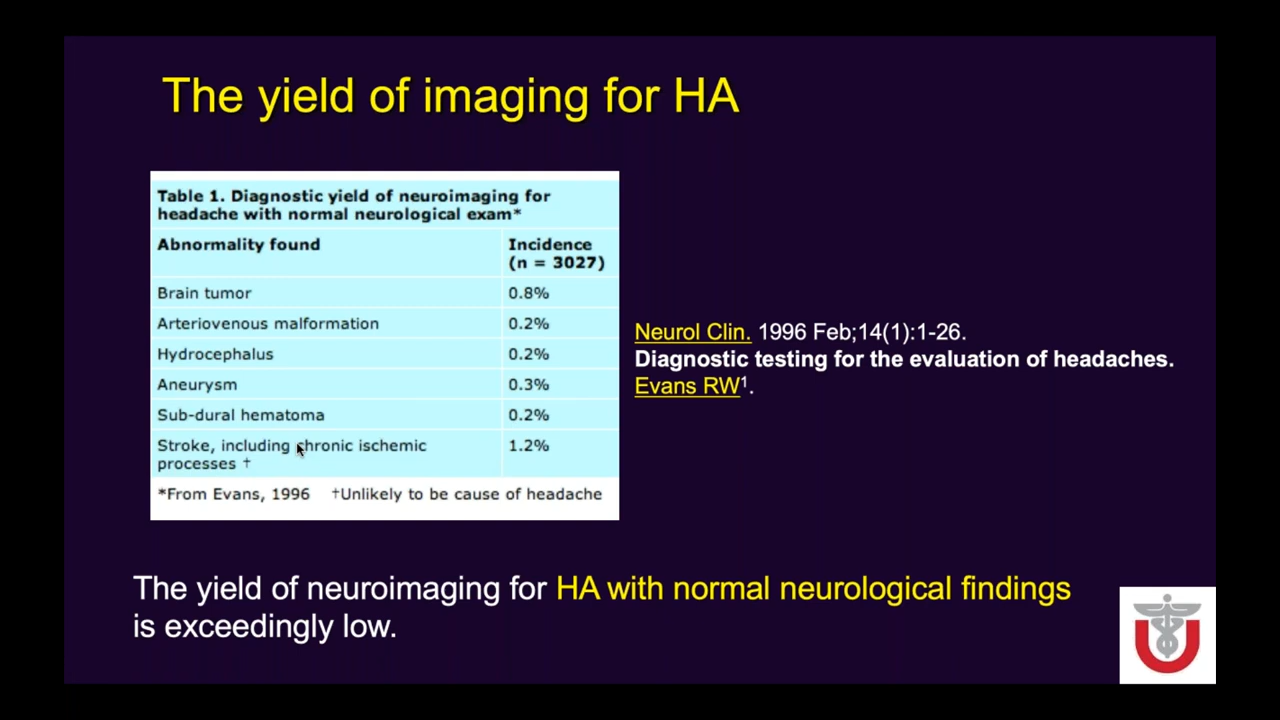 The yield of imaging for HA
Table 1. Diagnostic yield of neuroimaging for
headache with normal neurological exam*
Abnormality found
Incidence
(n = 3027)
Brain tumor 0.8%
Arteriovenous malformation 0.2%
Hydrocephalus 0.2%
Aneurysm 0.3%
Sub-dural hematoma 0.2%
Stroke, including chronic ischemic 1.2%
processes †
*From Evans, 1996 †Unlikely to be cause of headache
Neurol Clin. 1996 Feb;14(1):1-26.
Diagnostic testing for the evaluation of headaches.
Evans RW¹.
The yield of neuroimaging for HA with normal neurological findings
is exceedingly low.